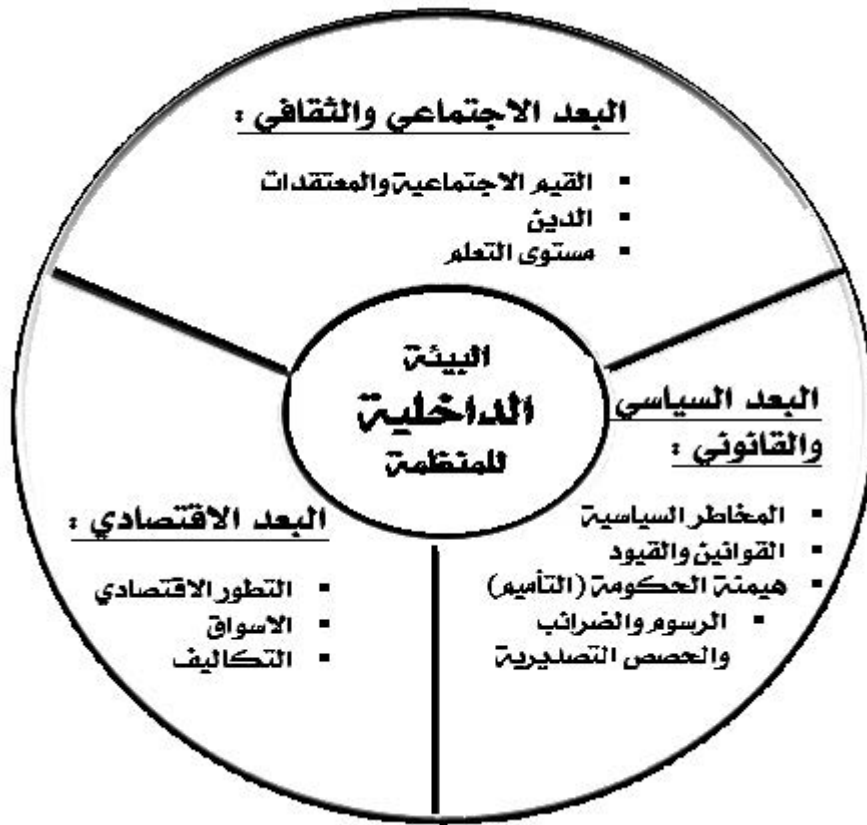 البعد الاجتماعي والثقافي :
▪ القيم الاجتماعية والمعتقدات
▪ الدين
▪ مستوى التعلم
البيئة
الداخلية
للمنظمة
البعد السياسي
والقانوني :
▪ المخاطر السياسية
▪ القوانين والقيود
▪ هيمنة الحكومة (التأميم)
▪ الرسوم والضرائب
والحصص التصديرية
البعد الاقتصادي :
▪ التطور الاقتصادي
▪ الاسواق
▪ التكاليف